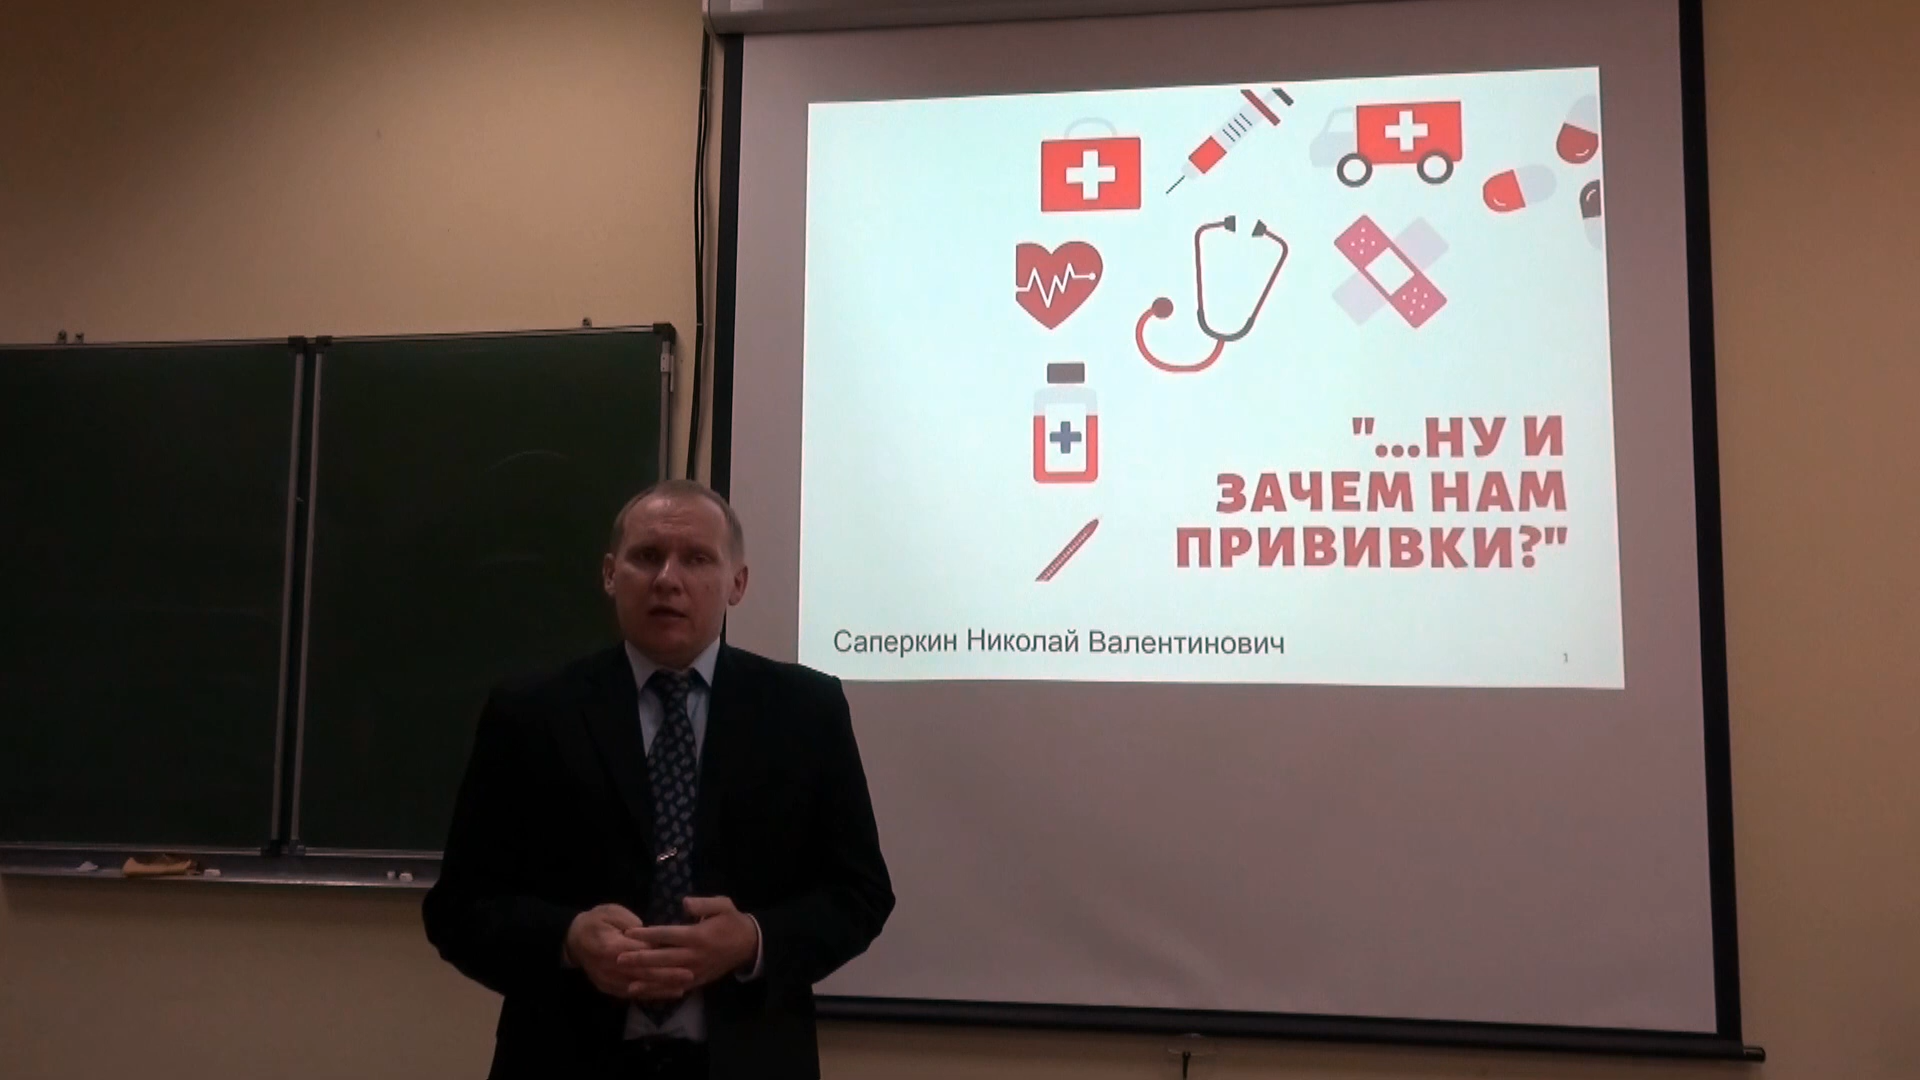 "...НУ И
ЗАЧЕМ НАМ
ПРИВИВКИ?"
Саперкин Николай Валентинович
1